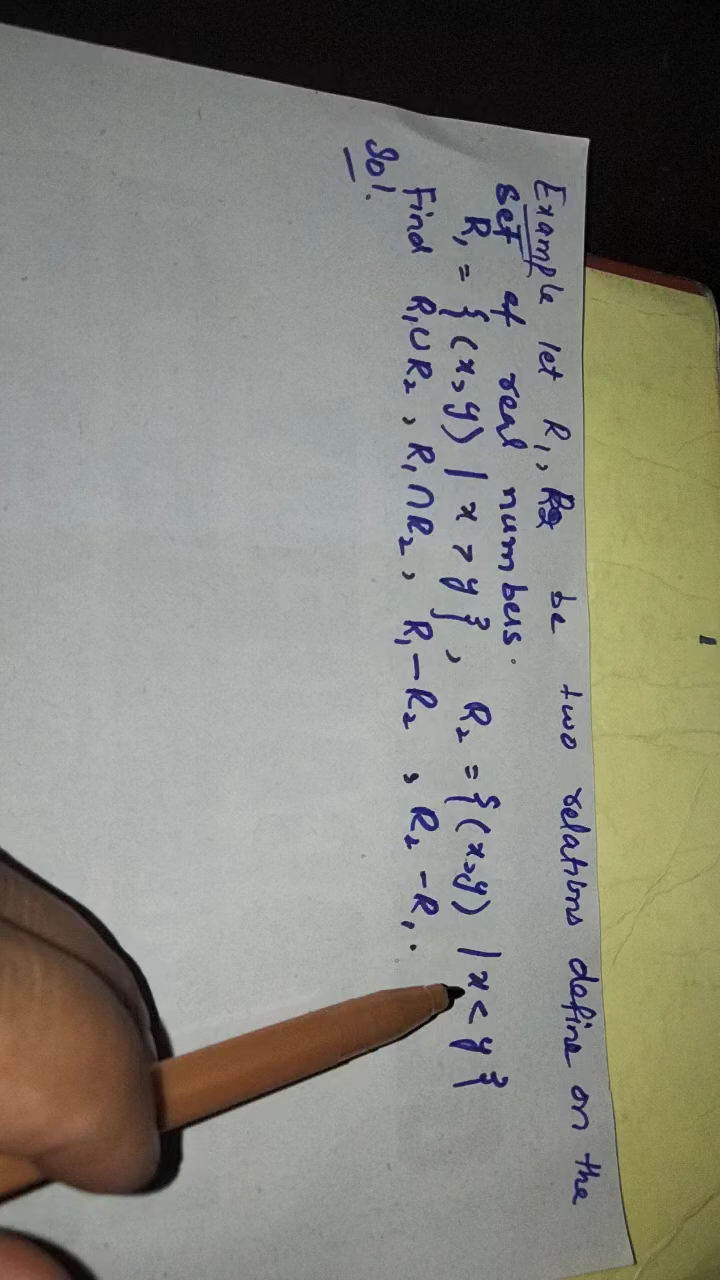 Example let R₁, R₂ be two relations define on the
set of real numbers.
R₁ = {(x, y) | x > y}, R₂ = {(x, y) | x < y}
Find R₁∪R₂, R₁∩R₂, R₁-R₂, R₂-R₁.
Sol.